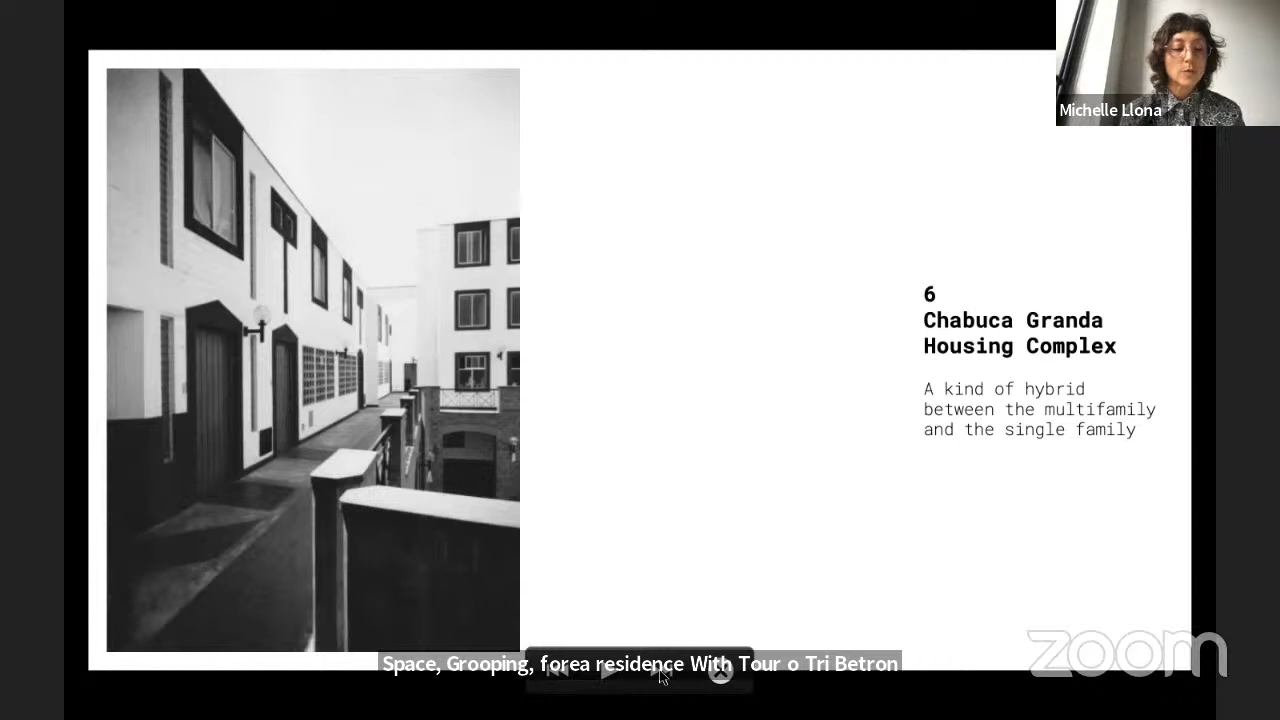 Michelle Llona
6
Chabuca Granda
Housing Complex
A kind of hybrid
between the multifamily
and the single family
zoom
Space, Grooping, forea residence With Tour o Tri Betron